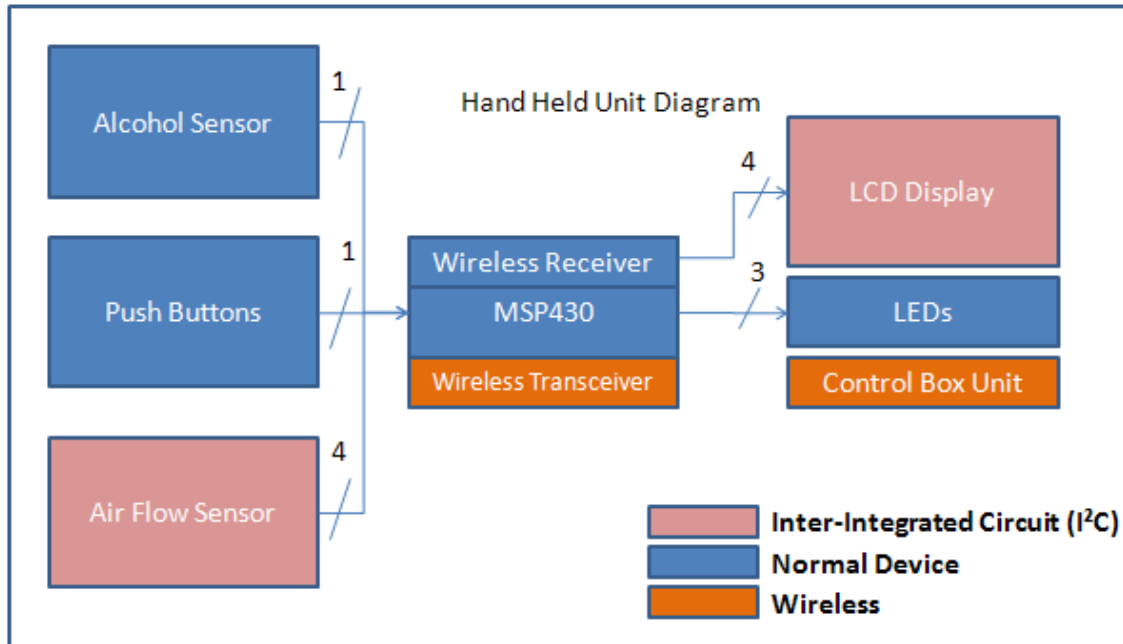 Hand Held Unit Diagram
1
Alcohol Sensor
1
Push Buttons
4
Air Flow Sensor
Wireless Receiver
MSP430
Wireless Transceiver
4
LCD Display
3
LEDs
Control Box Unit
Inter-Integrated Circuit (I²C)
Normal Device
Wireless